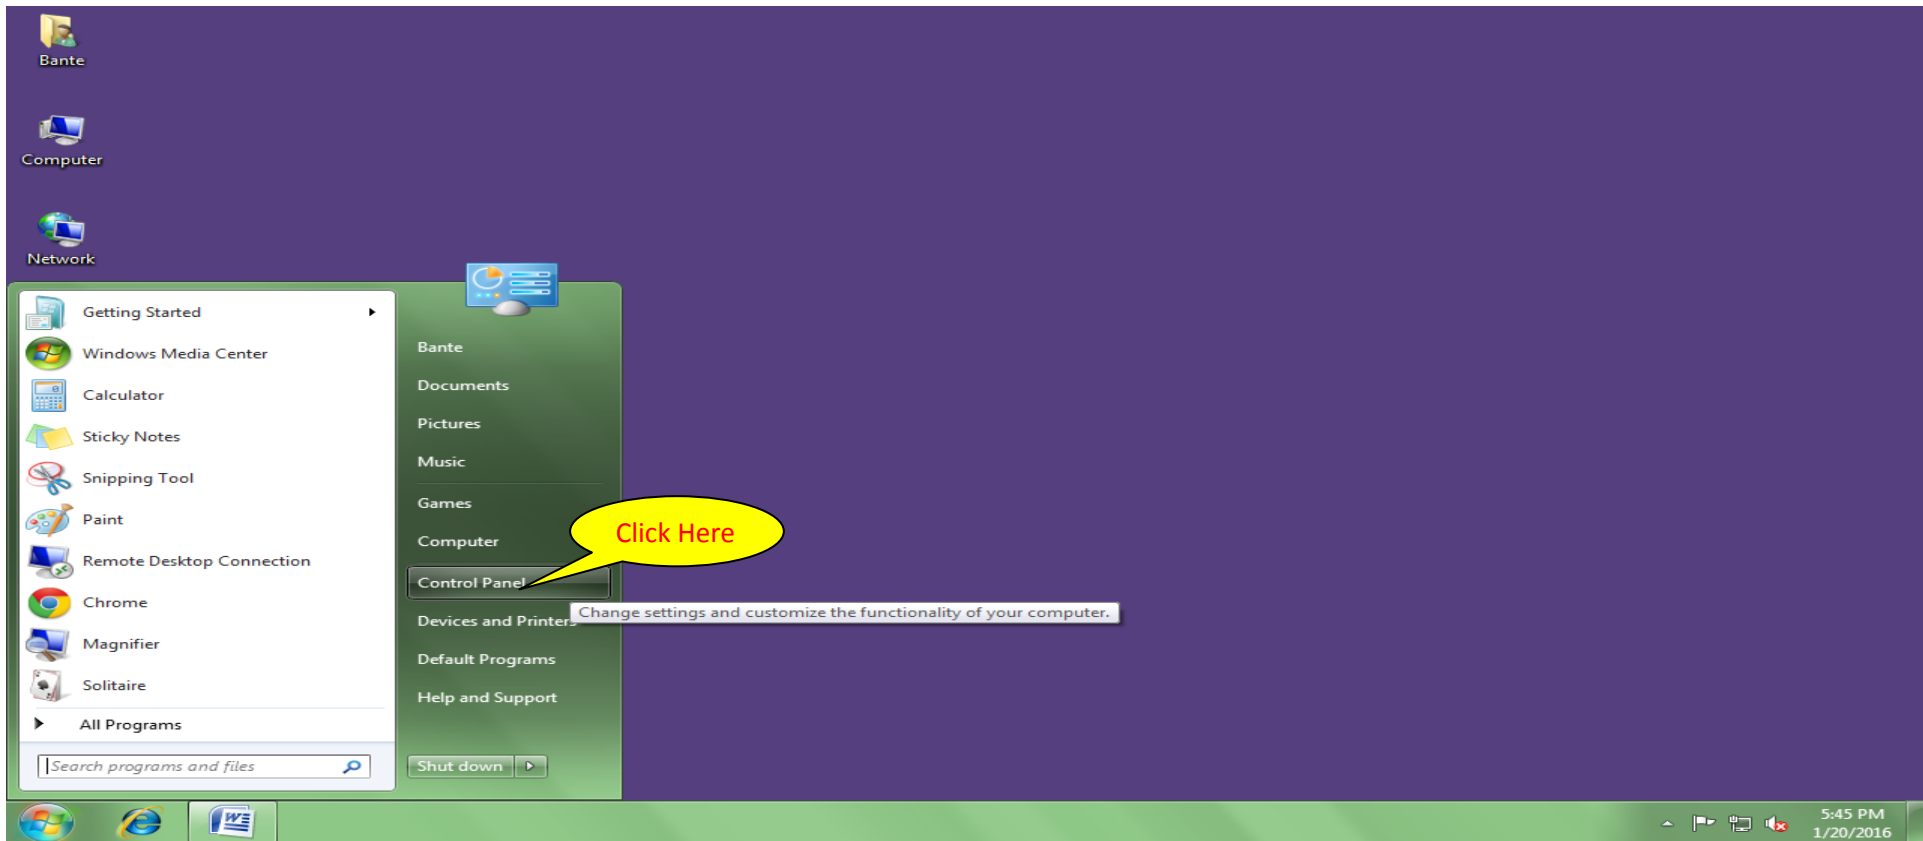 Bante
Computer
Network
Getting Started
Windows Media Center
Calculator
Sticky Notes
Snipping Tool
Paint
Remote Desktop Connection
Chrome
Magnifier
Solitaire
All Programs
Search programs and files
Bante
Documents
Pictures
Music
Games
Computer
Click Here
Control Panel
Change settings and customize the functionality of your computer.
Devices and Printers
Default Programs
Help and Support
Shut down
5:45 PM
1/20/2016